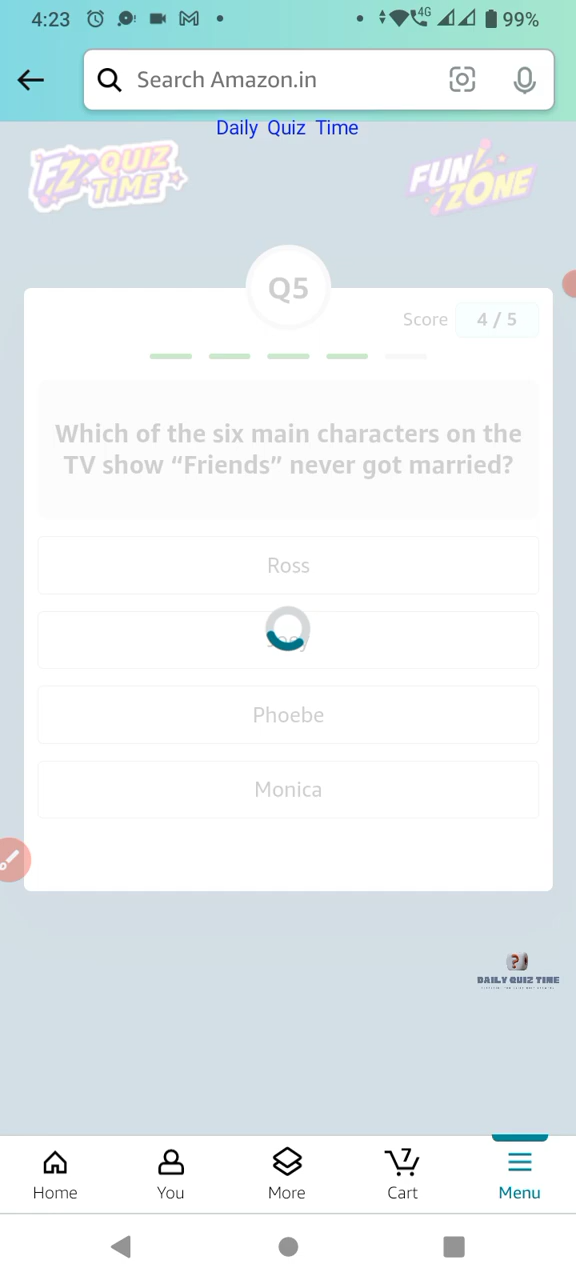 4:23
4G
99%
Search Amazon.in
Daily Quiz Time
FZ QUIZ TIME
FUN ZONE
Q5
Score 4 / 5
Which of the six main characters on the
TV show “Friends” never got married?
Ross
Joey
Phoebe
Monica
DAILY QUIZ TIME
7
Home You More Cart Menu